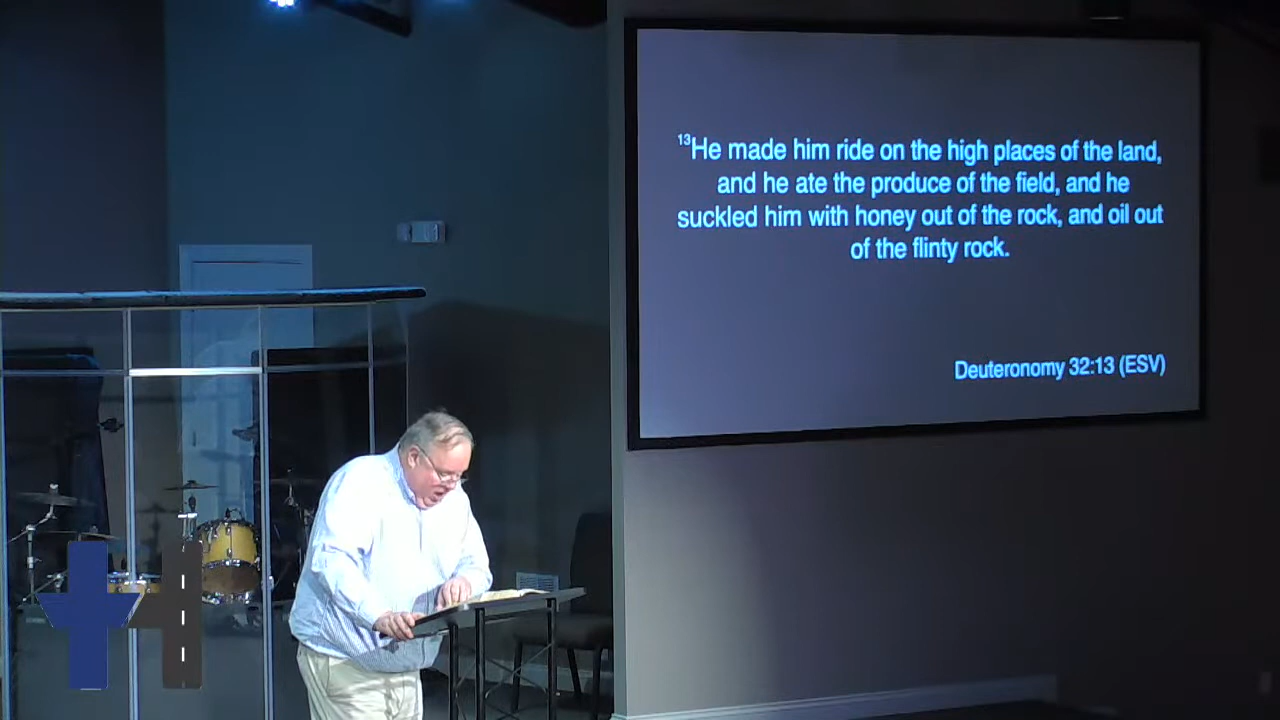 ¹³He made him ride on the high places of the land,
and he ate the produce of the field, and he
suckled him with honey out of the rock, and oil out
of the flinty rock.
Deuteronomy 32:13 (ESV)